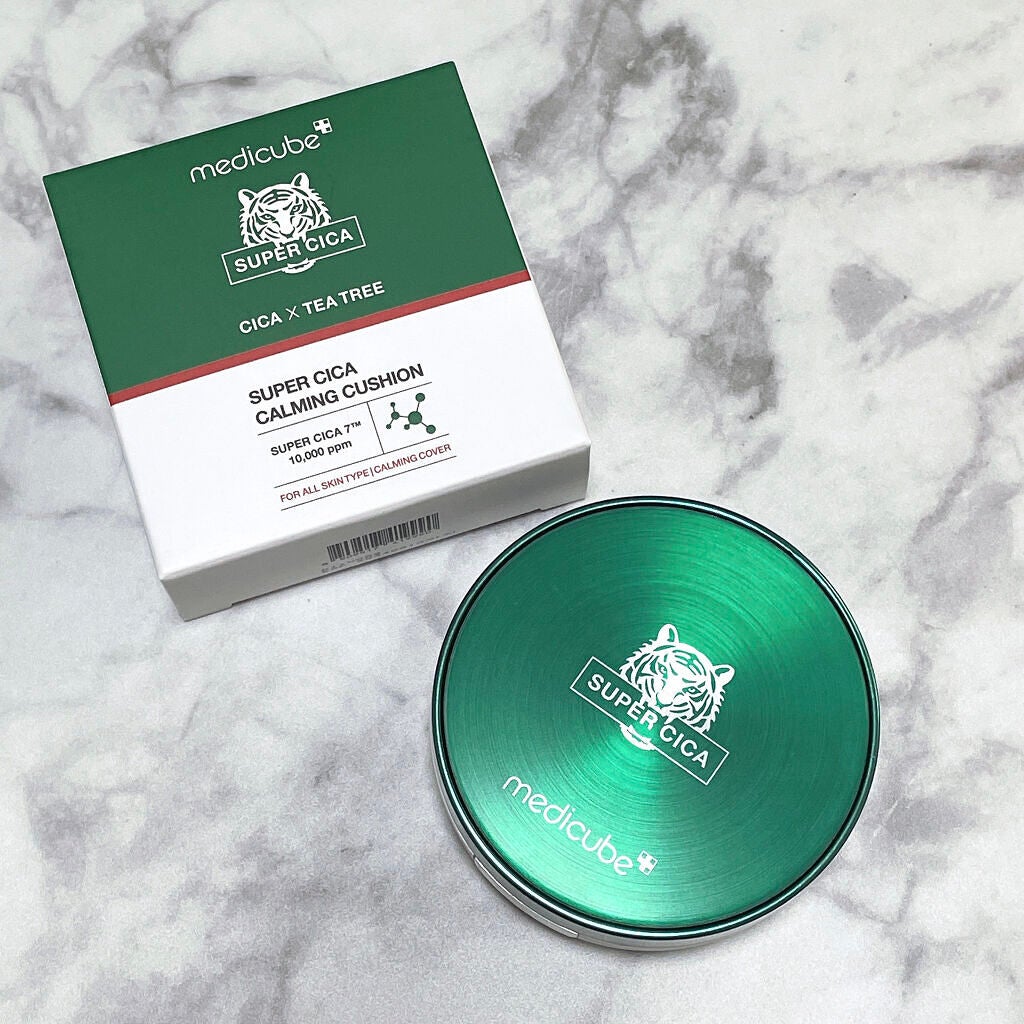 medicube
SUPER CICA
CICA X TEA TREE
SUPER CICA
CALMING CUSHION
SUPER CICA 7™
10,000 ppm
FOR ALL SKIN TYPE | CALMING COVER
SUPER CICA
medicube